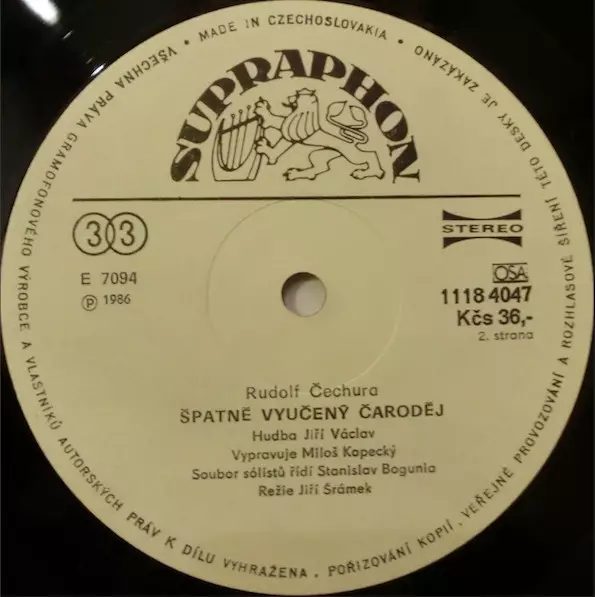 • MADE IN CZECHOSLOVAKIA •
VŠECHNA PRÁVA GRAMOFONOVÉHO VÝROBCE A VLASTNÍKŮ AUTORSKÝCH PRÁV K DÍLU VYHRAŽENA . POŘIZOVÁNÍ KOPIÍ , VEŘEJNÉ PROVOZOVÁNÍ A ROZHLASOVÉ ŠÍŘENÍ TÉTO DESKY JE ZAKÁZÁNO
SUPRAPHON
33
STEREO
E 7094
Ⓟ 1986
OSA
1118 4047
Kčs 36,-
2. strana
Rudolf Čechura
ŠPATNĚ VYUČENÝ ČARODĚJ
Hudba Jiří Václav
Vypravuje Miloš Kopecký
Soubor sólistů řídí Stanislav Bogunia
Režie Jiří Šrámek